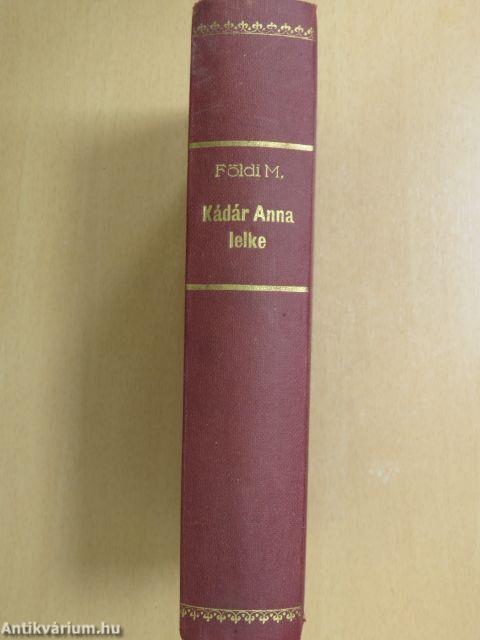 Földi M.
Kádár Anna
lelke
Antikvárium.hu